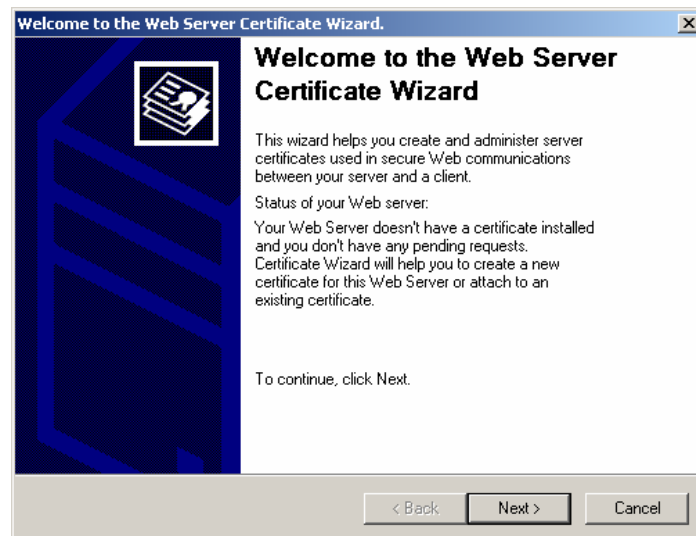 Welcome to the Web Server Certificate Wizard.
Welcome to the Web Server
Certificate Wizard
This wizard helps you create and administer server
certificates used in secure Web communications
between your server and a client.
Status of your Web server:
Your Web Server doesn't have a certificate installed
and you don't have any pending requests.
Certificate Wizard will help you to create a new
certificate for this Web Server or attach to an
existing certificate.
To continue, click Next.
< Back Next > Cancel